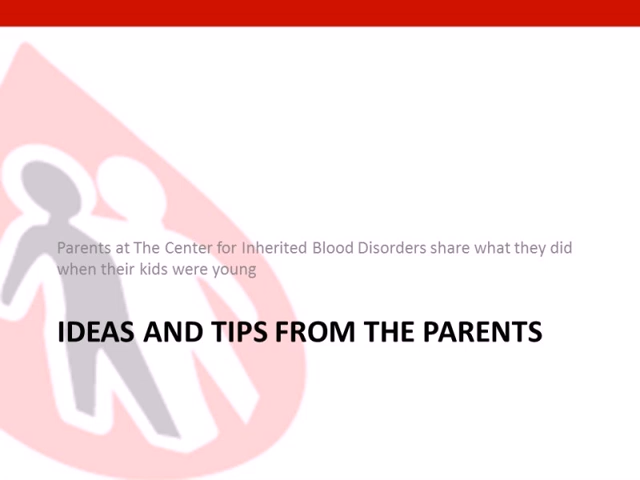 Parents at The Center for Inherited Blood Disorders share what they did
when their kids were young
IDEAS AND TIPS FROM THE PARENTS